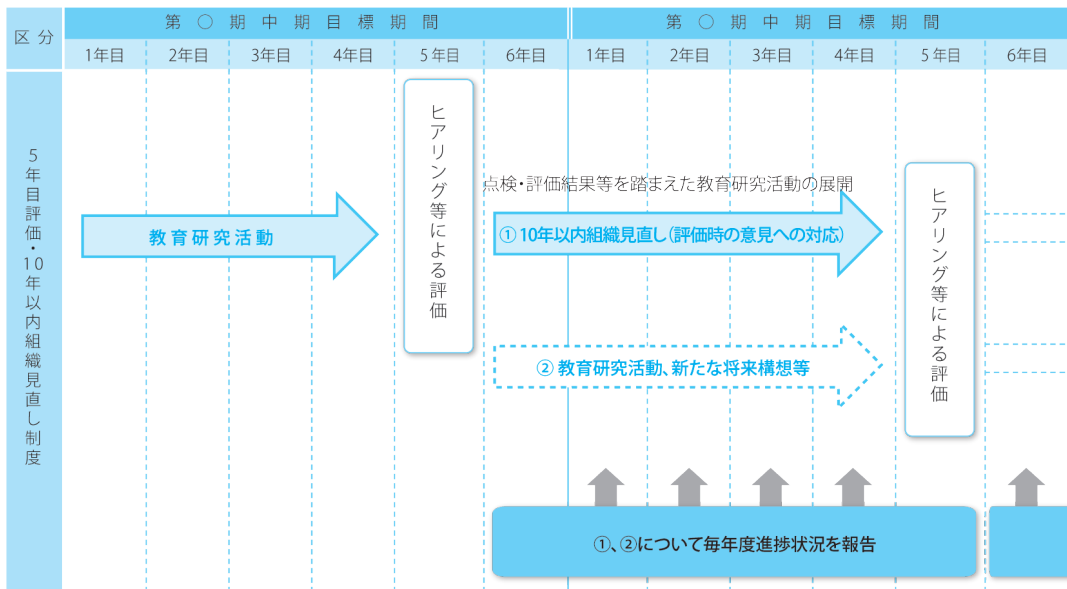 区分
第○期中期目標期間
第○期中期目標期間
1年目
2年目
3年目
4年目
5年目
6年目
1年目
2年目
3年目
4年目
5年目
6年目
5年目評価・10年以内組織見直し制度
教育研究活動
ヒアリング等による評価
点検・評価結果等を踏まえた教育研究活動の展開
① 10年以内組織見直し(評価時の意見への対応)
② 教育研究活動、新たな将来構想等
ヒアリング等による評価
①、②について毎年度進捗状況を報告